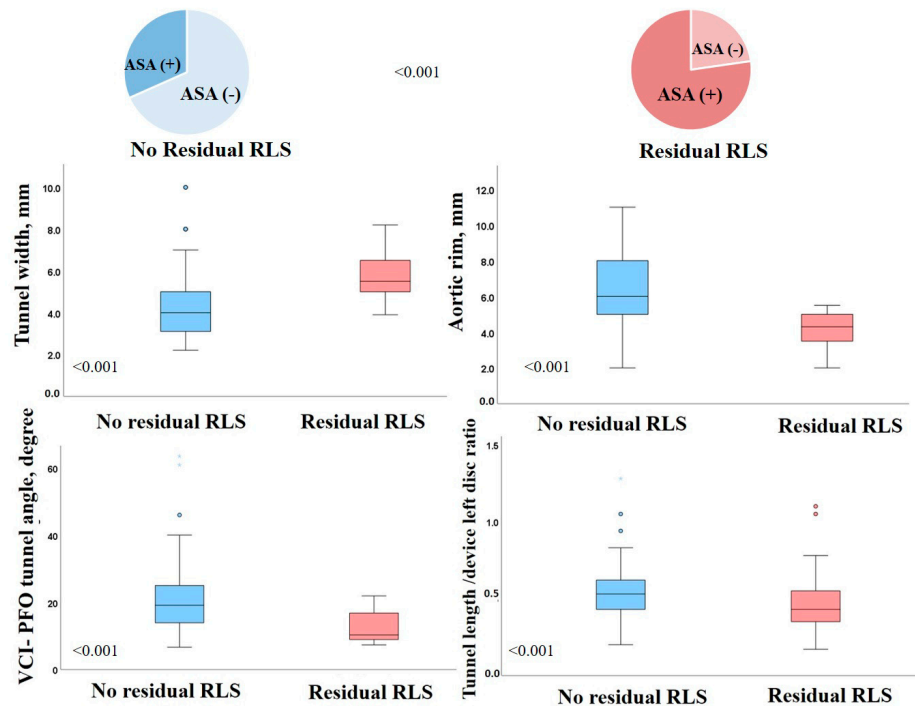 ASA (+)
ASA (-)
No Residual RLS
<0.001
ASA (-)
ASA (+)
Residual RLS
Tunnel width, mm
10.0
8.0
6.0
4.0
2.0
0.0
<0.001
No residual RLS
Residual RLS
Aortic rim, mm
12.0
10.0
8.0
6.0
4.0
2.0
0.0
<0.001
No residual RLS
Residual RLS
VCI- PFO tunnel angle, degree
60
40
20
0
<0.001
No residual RLS
Residual RLS
Tunnel length /device left disc ratio
1.5
1.0
0.5
0.0
<0.001
No residual RLS
Residual RLS